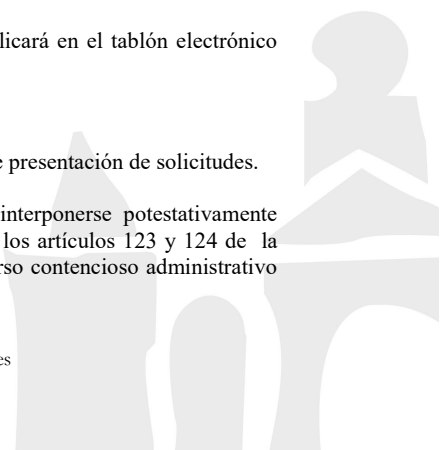 licará en el tablón electrónico
e presentación de solicitudes.
interponerse potestativamente
los artículos 123 y 124 de la
rso contencioso administrativo
es